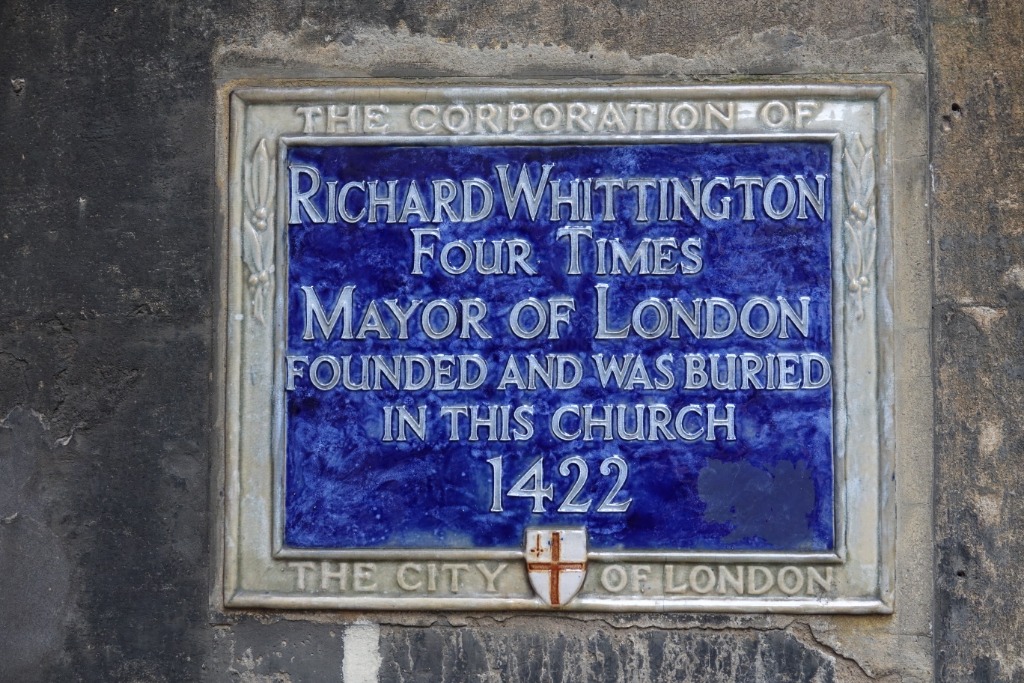 THE CORPORATION OF
RICHARD WHITTINGTON
FOUR TIMES
MAYOR OF LONDON
FOUNDED AND WAS BURIED
IN THIS CHURCH
1422
THE CITY OF LONDON